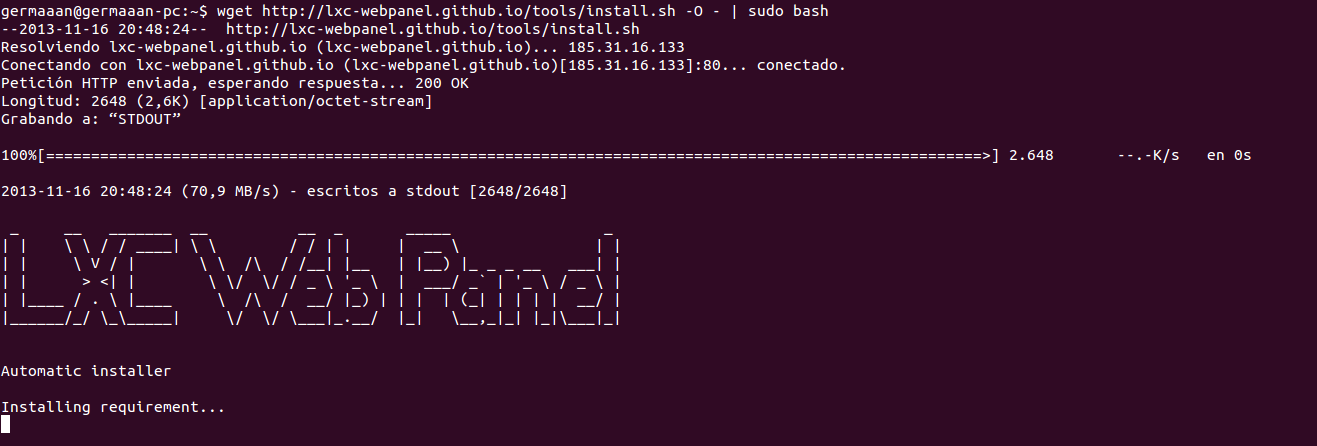 germaaan@germaaan-pc:~$ wget http://lxc-webpanel.github.io/tools/install.sh -O - | sudo bash
--2013-11-16 20:48:24--  http://lxc-webpanel.github.io/tools/install.sh
Resolviendo lxc-webpanel.github.io (lxc-webpanel.github.io)... 185.31.16.133
Conectando con lxc-webpanel.github.io (lxc-webpanel.github.io)[185.31.16.133]:80... conectado.
Petición HTTP enviada, esperando respuesta... 200 OK
Longitud: 2648 (2,6K) [application/octet-stream]
Grabando a: “STDOUT”
100%[========================================================================================================>] 2.648       --.-K/s   en 0s
2013-11-16 20:48:24 (70,9 MB/s) - escritos a stdout [2648/2648]
LXC Web Panel
Automatic installer
Installing requirement...